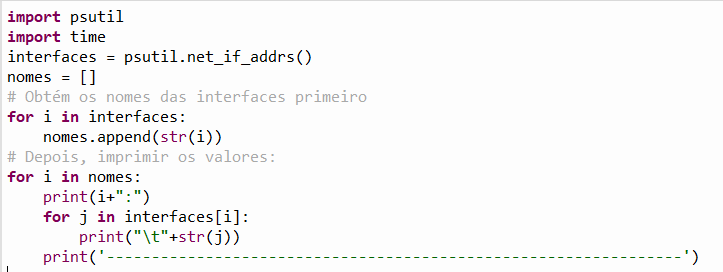 import psutil
import time
interfaces = psutil.net_if_addrs()
nomes = []
# Obtém os nomes das interfaces primeiro
for i in interfaces:
    nomes.append(str(i))
# Depois, imprimir os valores:
for i in nomes:
    print(i+":")
    for j in interfaces[i]:
        print("\t"+str(j))
    print('----------------------------------------------------------------')